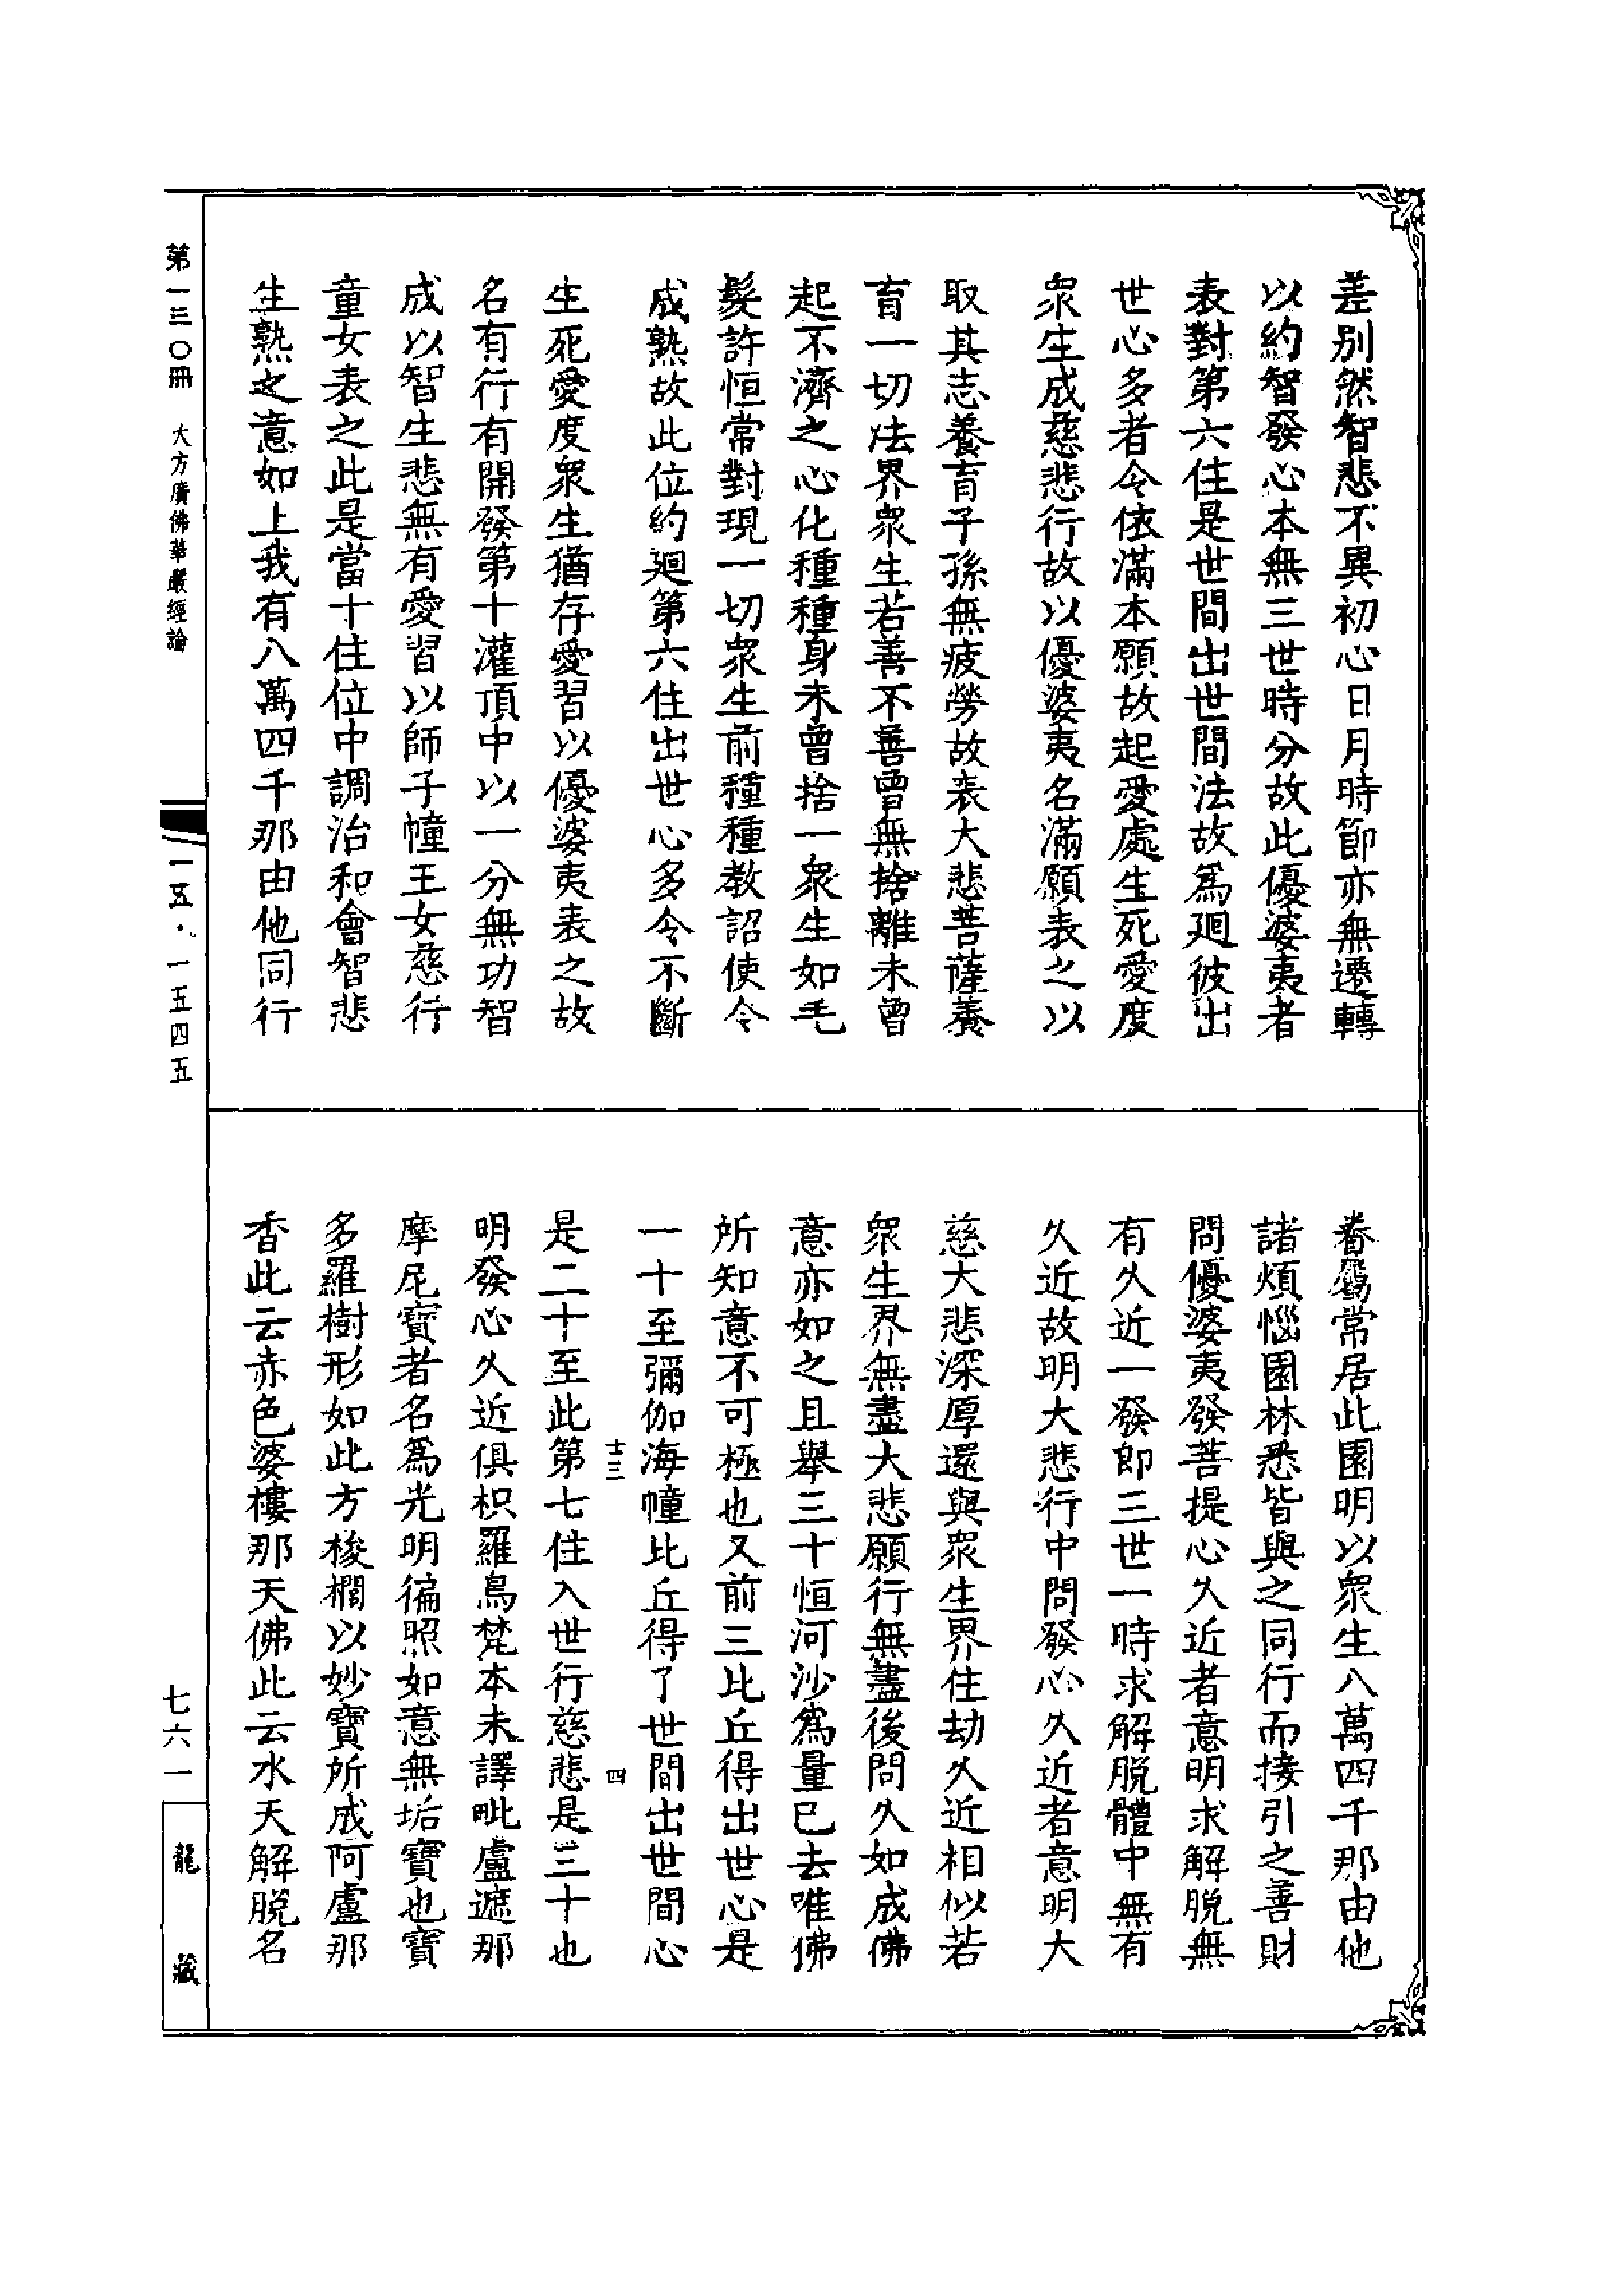 差別然智悲不異初心日月時節亦無遷轉
以約智發心本無三世時分故此優婆夷者
表對第六住是世間出世間法故為廻彼出
世心多者令依滿本願故起愛處生死愛度
衆生成慈悲行故以優婆夷名滿願表之以
取其志養育子孫無疲勞故表大悲菩薩養
育一切法界衆生若善不善曾無捨離未曾
起不濟之心化種種身未曾捨一衆生如毛
髮許恒常對現一切衆生前種種教詔使令
成熟故此位約廻第六住出世心多令不斷
生死愛度衆生猶存愛習以優婆夷表之故
名有行有開發第十灌頂中以一分無功智
成以智生悲無有愛習以師子幢王女慈行
童女表之此是當十住位中調治和會智悲
生熟之意如上我有八萬四千那由他同行
眷屬常居此園明以衆生八萬四千那由他
諸煩惱園林悉皆與之同行而接引之善財
問優婆夷發菩提心久近者意明求解脫無
有久近一發即三世一時求解脫體中無有
久近故明大悲行中問發心久近者意明大
慈大悲深厚還與衆生界住劫久近相似若
衆生界無盡大悲願行無盡後問久如成佛
意亦如之且舉三十恒河沙為量已去唯佛
所知意不可極也又前三比丘得出世心是
一十至彌伽海幢比丘得了世間出世間心
十三 四
是二十至此第七住入世行慈悲是三十也
明發心久近俱枳羅鳥梵本未譯毗盧遮那
摩尼寶者名為光明徧照如意無垢寶也寶
多羅樹形如此方椶櫚以妙寶所成阿盧那
香此云赤色婆樓那天佛此云水天解脫名
第一三〇冊 大方廣佛華嚴經論
一五·一五四五
七六一
龍藏